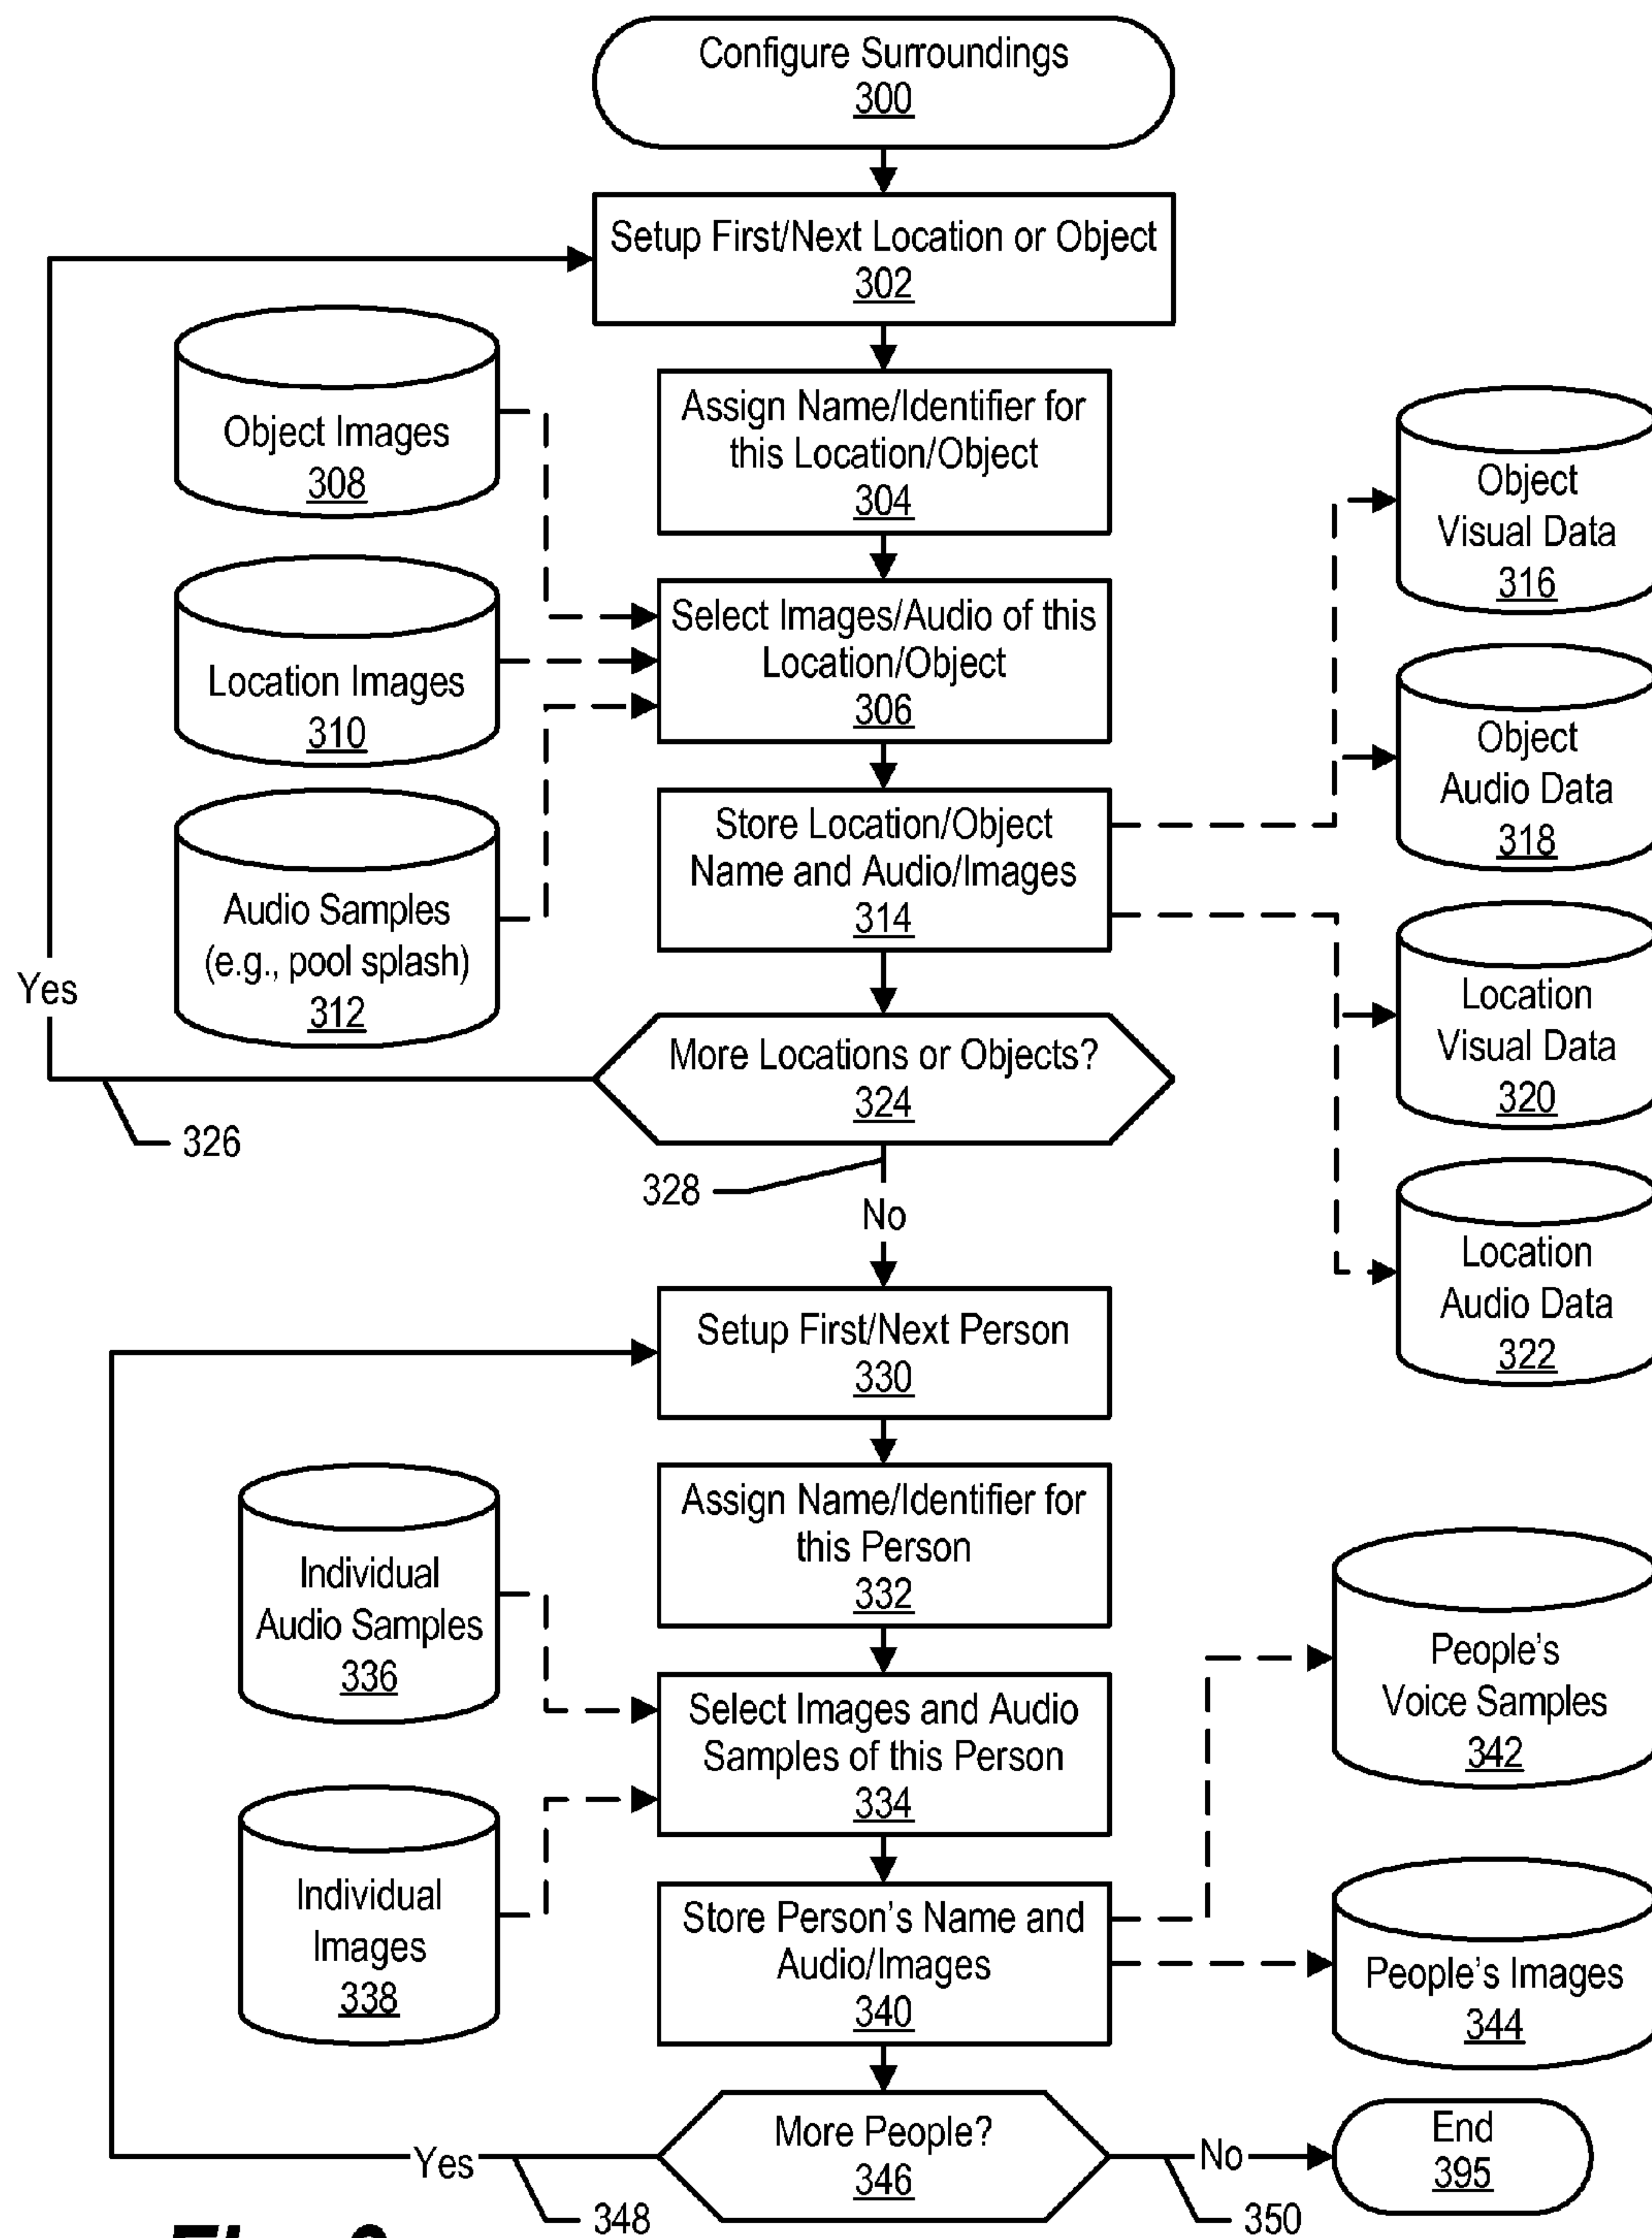 Configure Surroundings
300
Setup First/Next Location or Object
302
Object Images
308
Assign Name/Identifier for
this Location/Object
304
Object
Visual Data
316
Location Images
310
Select Images/Audio of this
Location/Object
306
Object
Audio Data
318
Audio Samples
(e.g., pool splash)
312
Store Location/Object
Name and Audio/Images
314
Location
Visual Data
320
Yes
More Locations or Objects?
324
326
328
No
Location
Audio Data
322
Setup First/Next Person
330
Assign Name/Identifier for
this Person
332
Individual
Audio Samples
336
People's
Voice Samples
342
Select Images and Audio
Samples of this Person
334
Individual
Images
338
Store Person's Name and
Audio/Images
340
People's Images
344
More People?
346
Yes
348
No
350
End
395